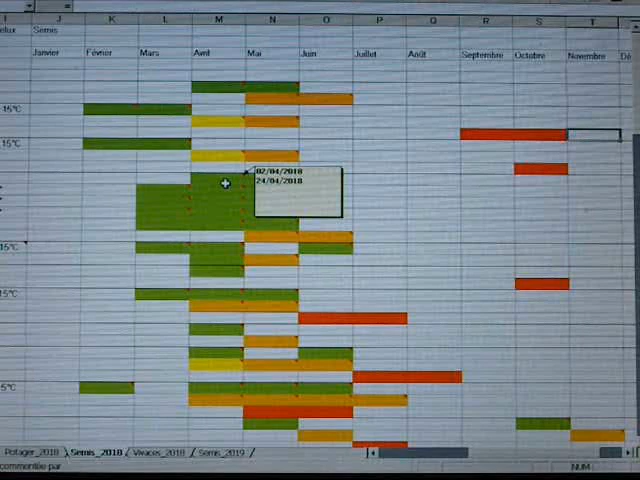 =
I J K L M N O P Q R S T
Semis
Janvier Février Mars Avril Mai Juin Juillet Août Septembre Octobre Novembre
15°C
15°C
02/04/2018
24/04/2018
15°C
15°C
5°C
Potager_2018 Semis_2018 Vivaces_2018 Semis_2019
commentée par NUM